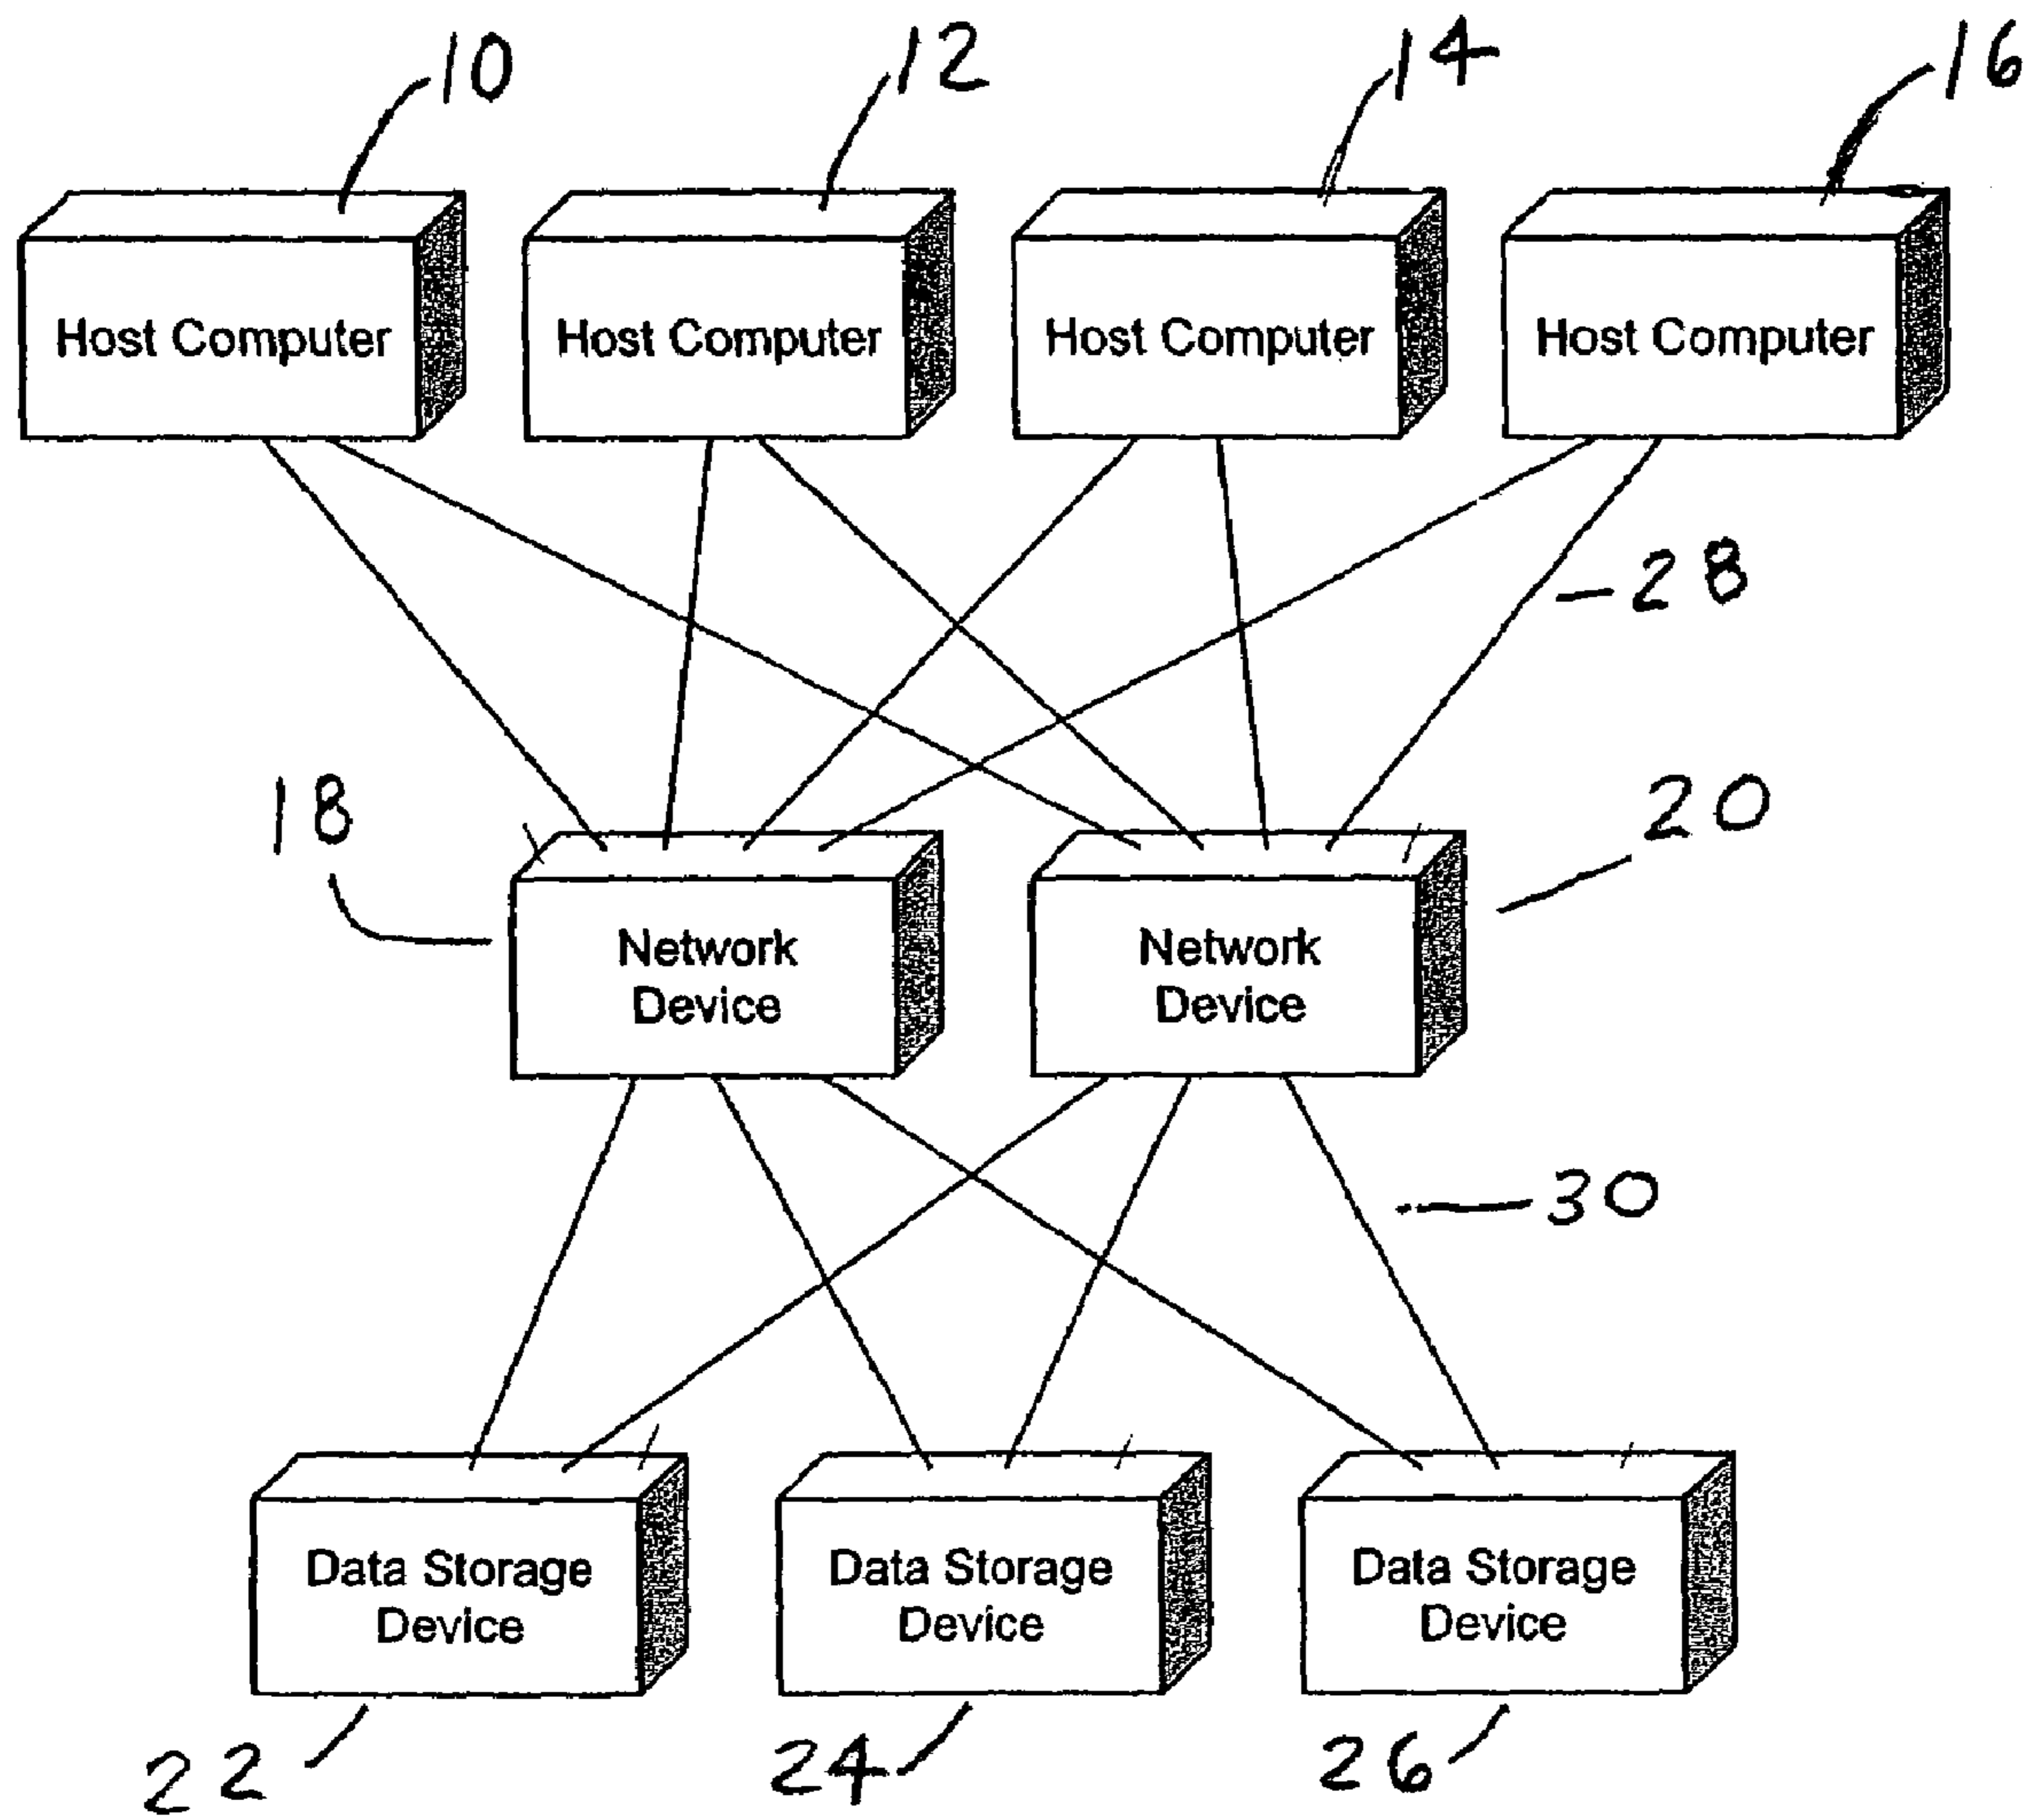 10
12
14
16
Host Computer
Host Computer
Host Computer
Host Computer
28
18
20
Network
Device
Network
Device
30
Data Storage
Device
Data Storage
Device
Data Storage
Device
22
24
26